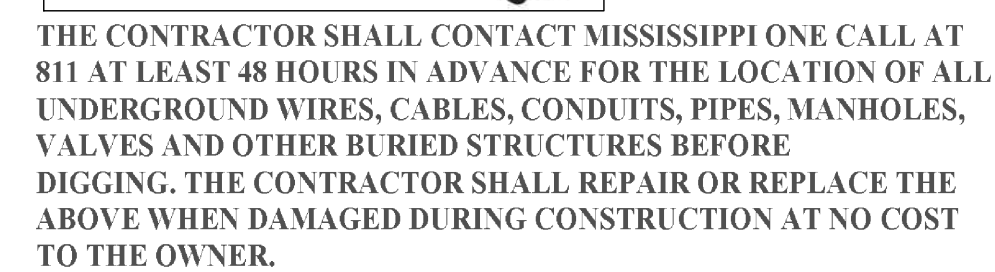 THE CONTRACTOR SHALL CONTACT MISSISSIPPI ONE CALL AT
811 AT LEAST 48 HOURS IN ADVANCE FOR THE LOCATION OF ALL
UNDERGROUND WIRES, CABLES, CONDUITS, PIPES, MANHOLES,
VALVES AND OTHER BURIED STRUCTURES BEFORE
DIGGING. THE CONTRACTOR SHALL REPAIR OR REPLACE THE
ABOVE WHEN DAMAGED DURING CONSTRUCTION AT NO COST
TO THE OWNER.